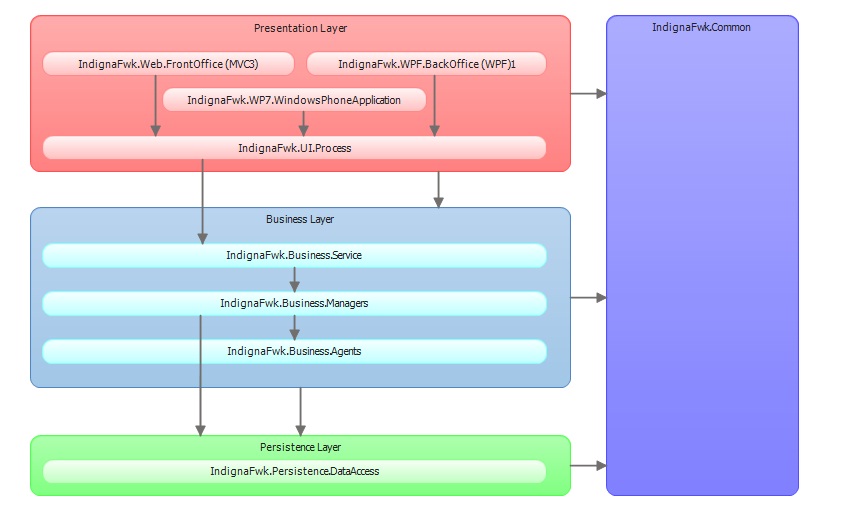 Presentation Layer
IndignaFwk.Common
IndignaFwk.Web.FrontOffice (MVC3)
IndignaFwk.WPF.BackOffice (WPF)1
IndignaFwk.WP7.WindowsPhoneApplication
IndignaFwk.UI.Process
Business Layer
IndignaFwk.Business.Service
IndignaFwk.Business.Managers
IndignaFwk.Business.Agents
Persistence Layer
IndignaFwk.Persistence.DataAccess